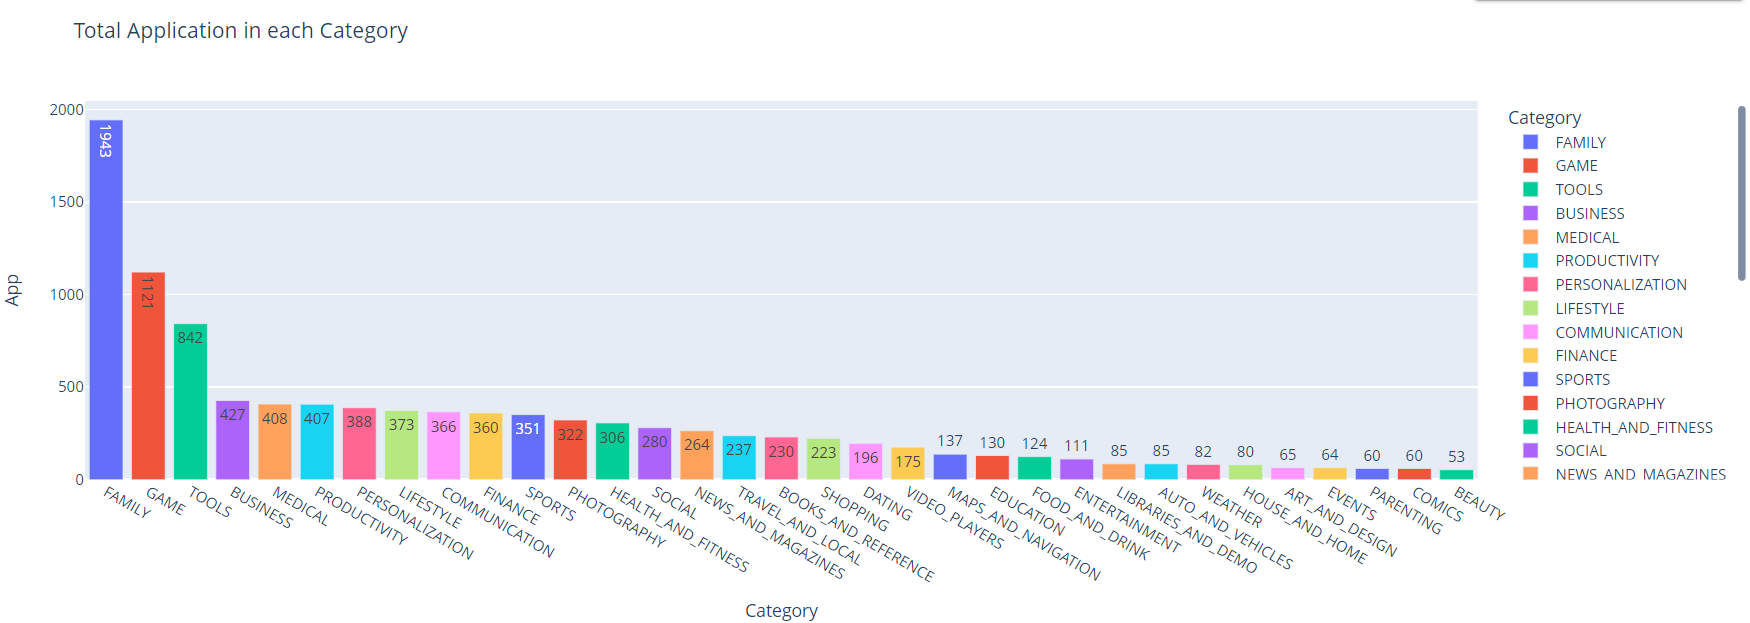 Total Application in each Category
2000
1500
1000
500
0
App
1943
1121
842
427
408
407
388
373
366
360
351
322
306
280
264
237
230
223
196
175
137
130
124
111
85
85
82
80
65
64
60
60
53
FAMILY
GAME
TOOLS
BUSINESS
MEDICAL
PRODUCTIVITY
PERSONALIZATION
LIFESTYLE
COMMUNICATION
FINANCE
SPORTS
PHOTOGRAPHY
HEALTH_AND_FITNESS
SOCIAL
NEWS_AND_MAGAZINES
TRAVEL_AND_LOCAL
BOOKS_AND_REFERENCE
SHOPPING
DATING
VIDEO_PLAYERS
MAPS_AND_NAVIGATION
EDUCATION
FOOD_AND_DRINK
ENTERTAINMENT
LIBRARIES_AND_DEMO
AUTO_AND_VEHICLES
WEATHER
HOUSE_AND_HOME
ART_AND_DESIGN
EVENTS
PARENTING
COMICS
BEAUTY
Category
Category
FAMILY
GAME
TOOLS
BUSINESS
MEDICAL
PRODUCTIVITY
PERSONALIZATION
LIFESTYLE
COMMUNICATION
FINANCE
SPORTS
PHOTOGRAPHY
HEALTH_AND_FITNESS
SOCIAL
NEWS_AND_MAGAZINES